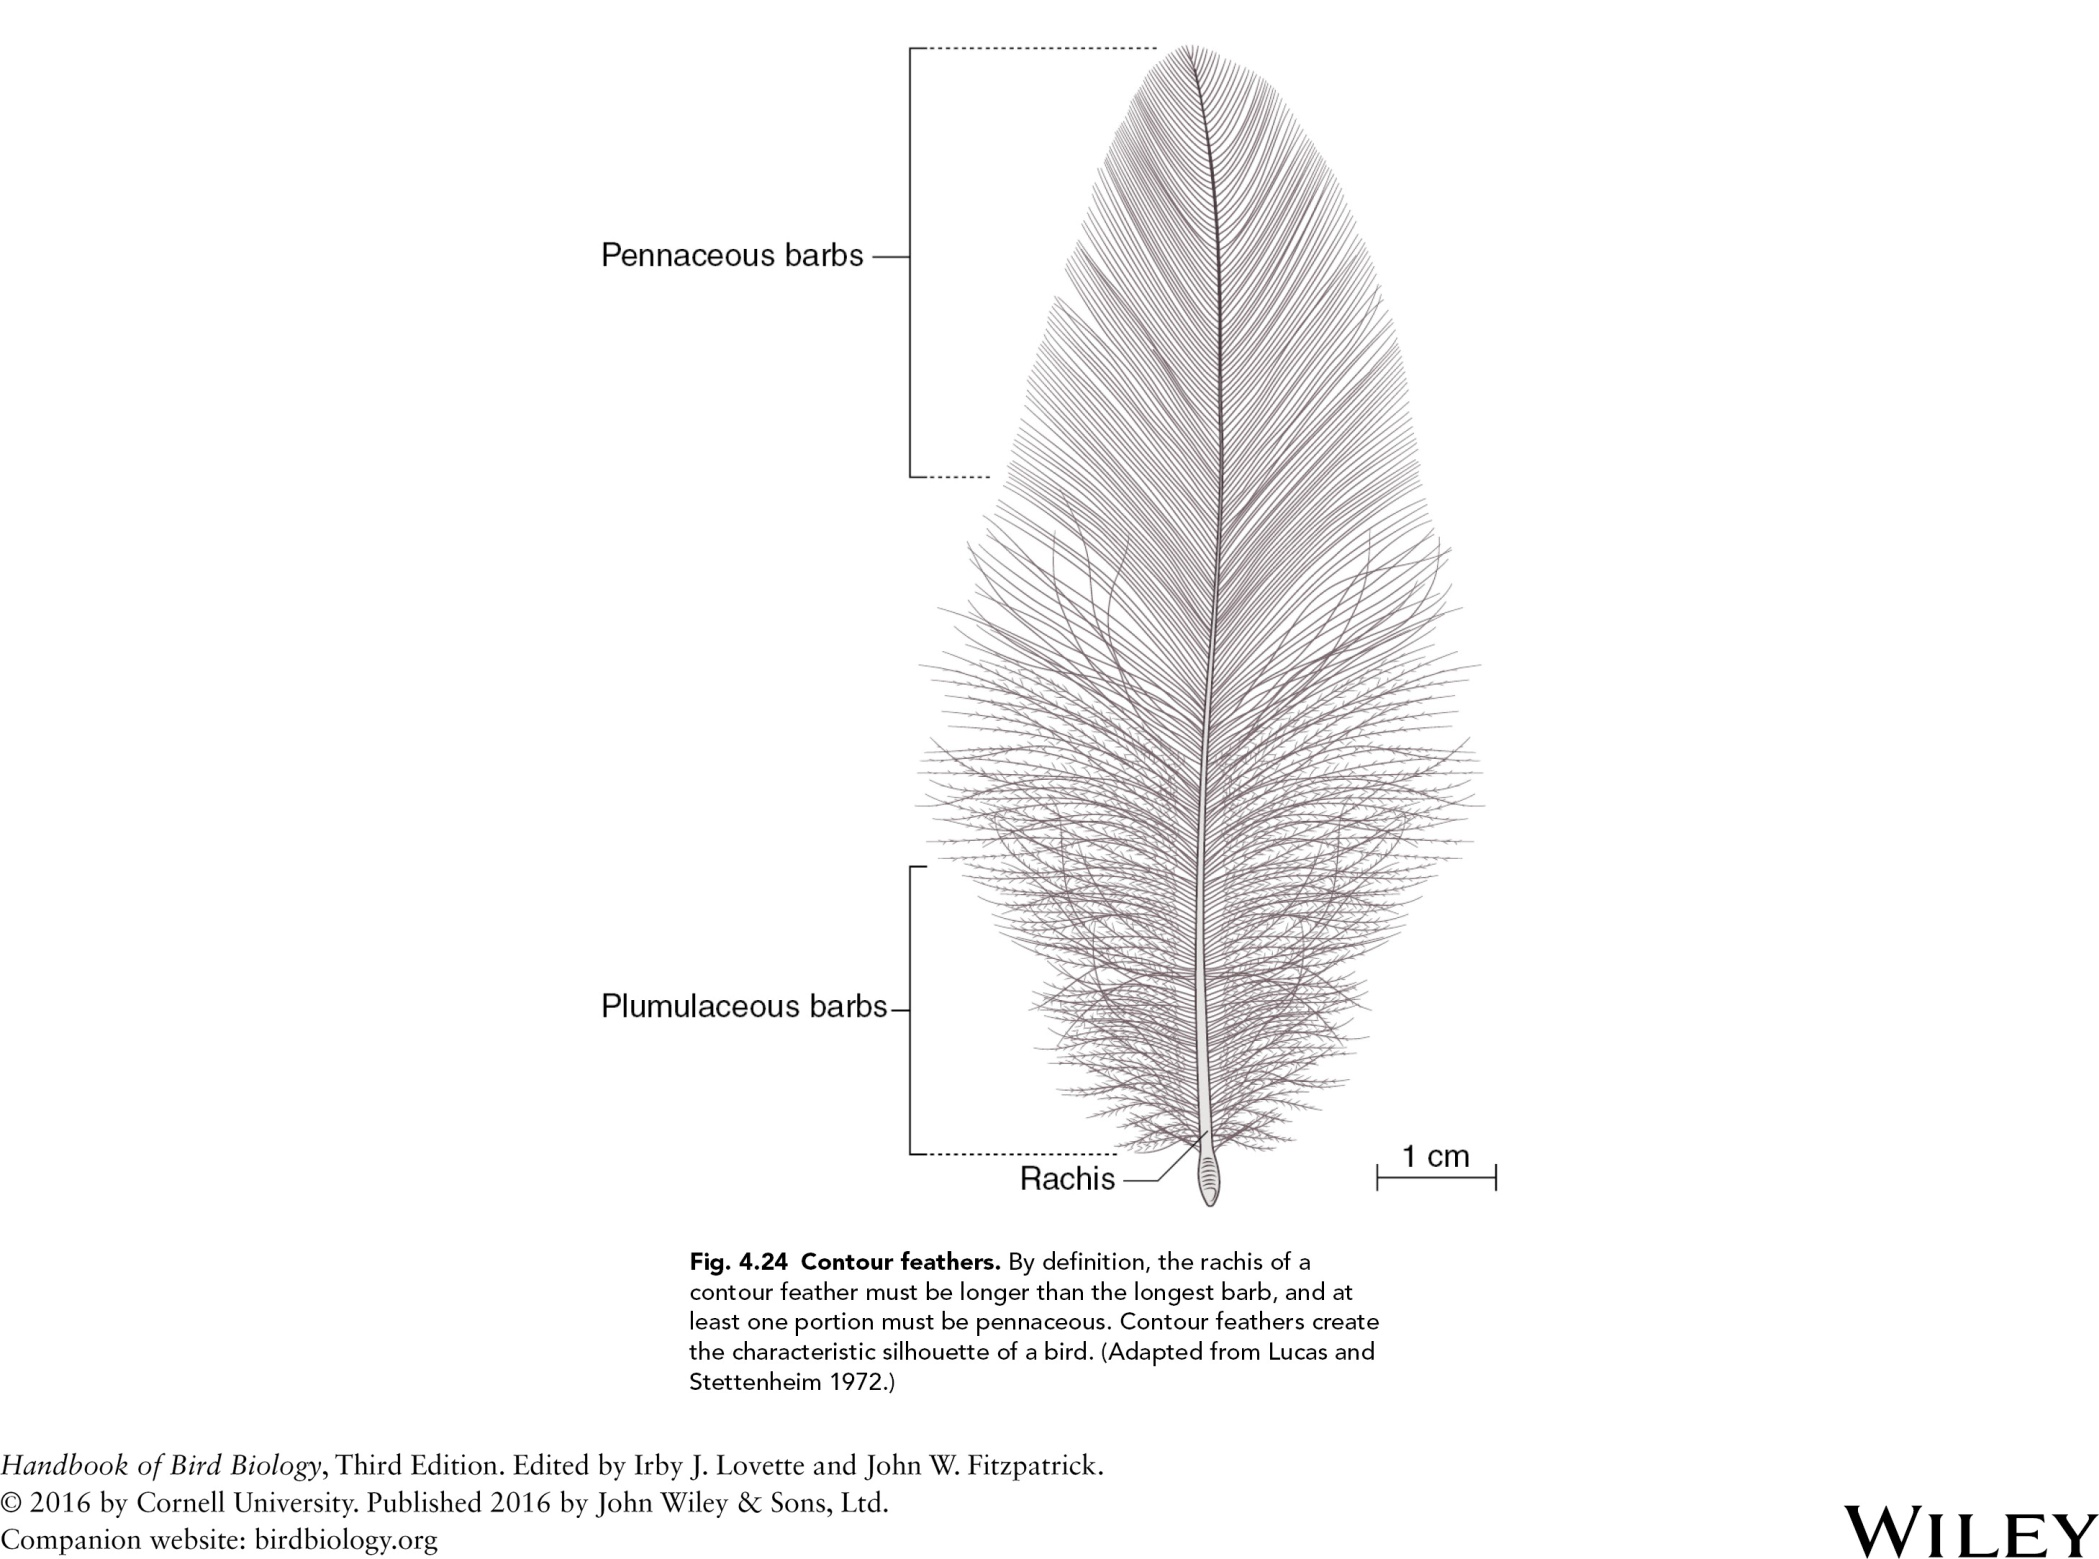 Pennaceous barbs
Plumulaceous barbs
Rachis
1 cm
Fig. 4.24 Contour feathers. By definition, the rachis of a
contour feather must be longer than the longest barb, and at
least one portion must be pennaceous. Contour feathers create
the characteristic silhouette of a bird. (Adapted from Lucas and
Stettenheim 1972.)
Handbook of Bird Biology, Third Edition. Edited by Irby J. Lovette and John W. Fitzpatrick.
© 2016 by Cornell University. Published 2016 by John Wiley & Sons, Ltd.
Companion website: birdbiology.org
WILEY